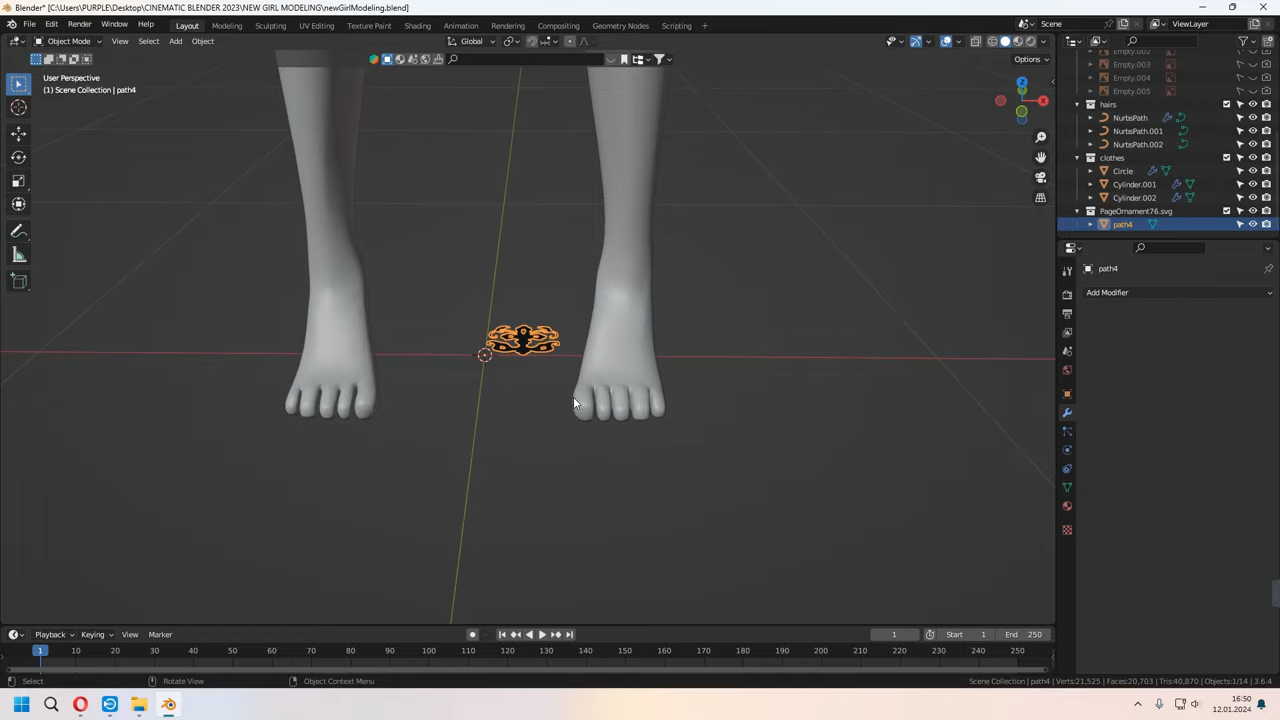 Blender* [C:\Users\PURPLE\Desktop\CINEMATIC BLENDER 2023\NEW GIRL MODELING\newGirlModeling.blend]
File Edit Render Window Help Layout Modeling Sculpting UV Editing Texture Paint Shading Animation Rendering Compositing Geometry Nodes Scripting + Scene ViewLayer
Object Mode View Select Add Object Global
Options
User Perspective
(1) Scene Collection | path4
Z
X
Empty.002
Empty.003
Empty.004
Empty.005
hairs
NurbsPath
NurbsPath.001
NurbsPath.002
clothes
Circle
Cylinder.001
Cylinder.002
PageOrnament76.svg
path4
path4
Add Modifier
Playback Keying View Marker 1 Start 1 End 250
1 10 20 30 40 50 60 70 80 90 100 110 120 130 140 150 160 170 180 190 200 210 220 230 240 250
Select Rotate View Object Context Menu Scene Collection | path4 | Verts:21,525 | Faces:20,703 | Tris:40,870 | Objects:1/14 | 3.6.4
16:50
12.01.2024